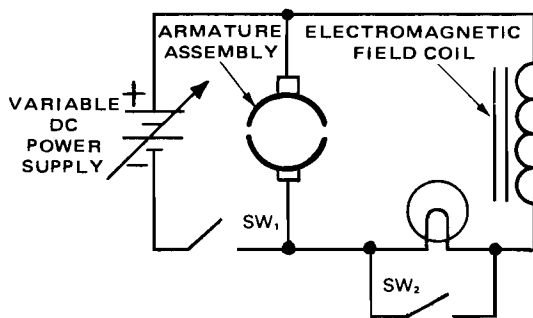 ARMATURE
ASSEMBLY
ELECTROMAGNETIC
FIELD COIL
VARIABLE
DC
POWER
SUPPLY
+
−
SW₁
SW₂